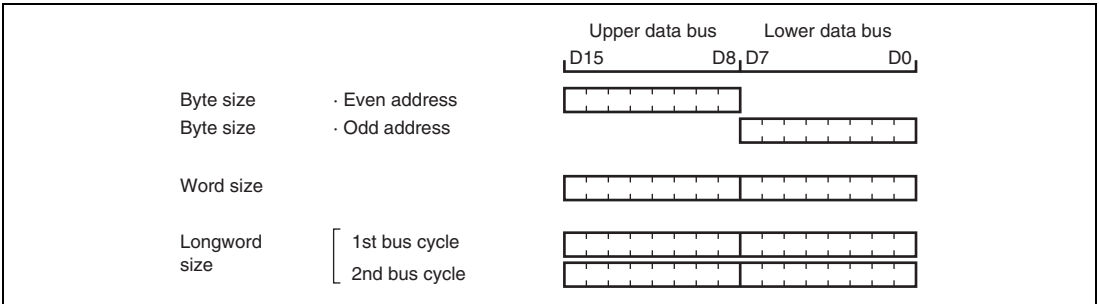 Upper data bus Lower data bus
D15 D8 D7 D0
Byte size · Even address
Byte size · Odd address
Word size
Longword size
1st bus cycle
2nd bus cycle